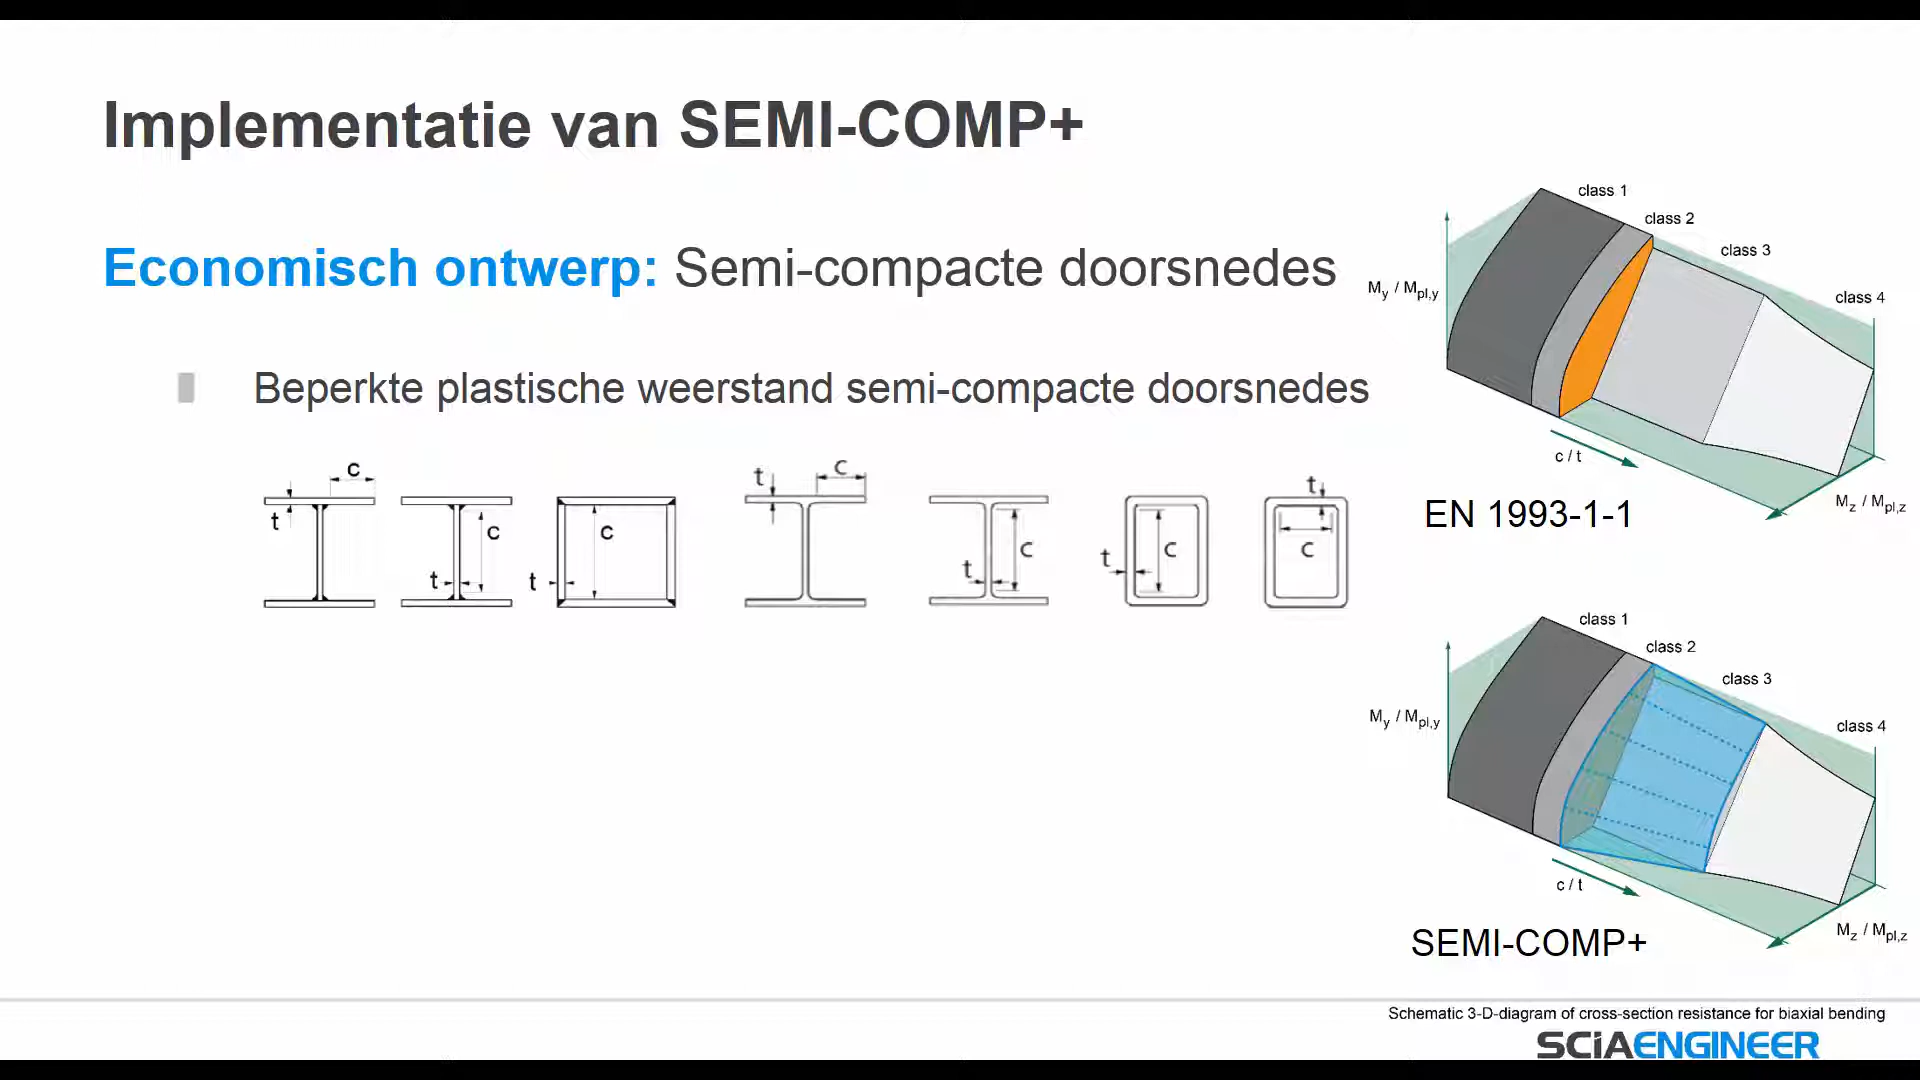 Implementatie van SEMI-COMP+
Economisch ontwerp: Semi-compacte doorsnedes
Beperkte plastische weerstand semi-compacte doorsnedes
c
t
c
t
c
t
t
c
t
c
t
c
t
c
class 1
class 2
class 3
class 4
My / Mpl,y
c / t
Mz / Mpl,z
EN 1993-1-1
class 1
class 2
class 3
class 4
My / Mpl,y
c / t
Mz / Mpl,z
SEMI-COMP+
Schematic 3-D-diagram of cross-section resistance for biaxial bending
SCiAENGINEER